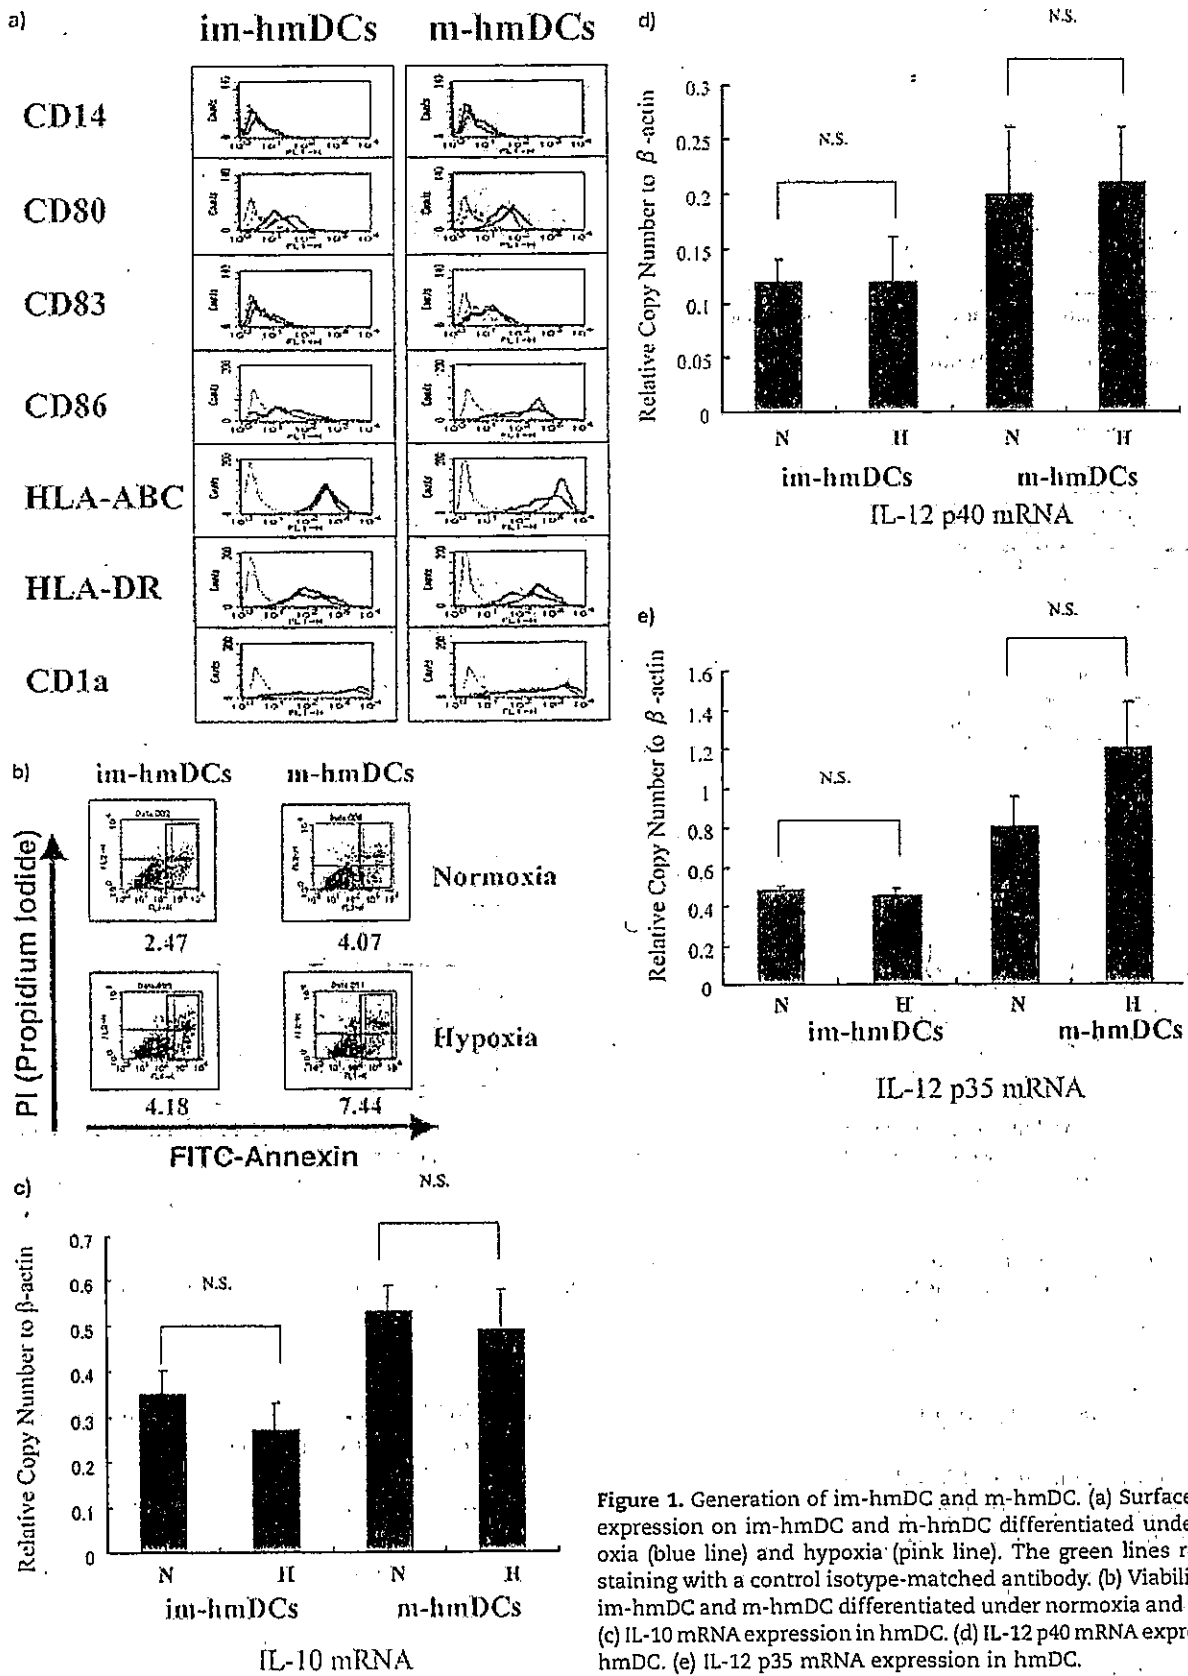 a)
im-hmDCs m-hmDCs
CD14
CD80
CD83
CD86
HLA-ABC
HLA-DR
CD1a
b)
im-hmDCs m-hmDCs
PI (Propidium Iodide)
Normoxia
2.47 4.07
Hypoxia
4.18 7.44
FITC-Annexin
c)
N.S.
N.S.
Relative Copy Number to β-actin
0.7
0.6
0.5
0.4
0.3
0.2
0.1
0
N H N H
im-hmDCs m-hmDCs
IL-10 mRNA
d)
N.S.
N.S.
Relative Copy Number to β-actin
0.3
0.25
0.2
0.15
0.1
0.05
0
N H N H
im-hmDCs m-hmDCs
IL-12 p40 mRNA
e)
N.S.
N.S.
Relative Copy Number to β-actin
1.6
1.4
1.2
1
0.8
0.6
0.4
0.2
0
N H N H
im-hmDCs m-hmDCs
IL-12 p35 mRNA
Figure 1. Generation of im-hmDC and m-hmDC. (a) Surface
expression on im-hmDC and m-hmDC differentiated unde
oxia (blue line) and hypoxia (pink line). The green lines r
staining with a control isotype-matched antibody. (b) Viabili
im-hmDC and m-hmDC differentiated under normoxia and
(c) IL-10 mRNA expression in hmDC. (d) IL-12 p40 mRNA expr
hmDC. (e) IL-12 p35 mRNA expression in hmDC.